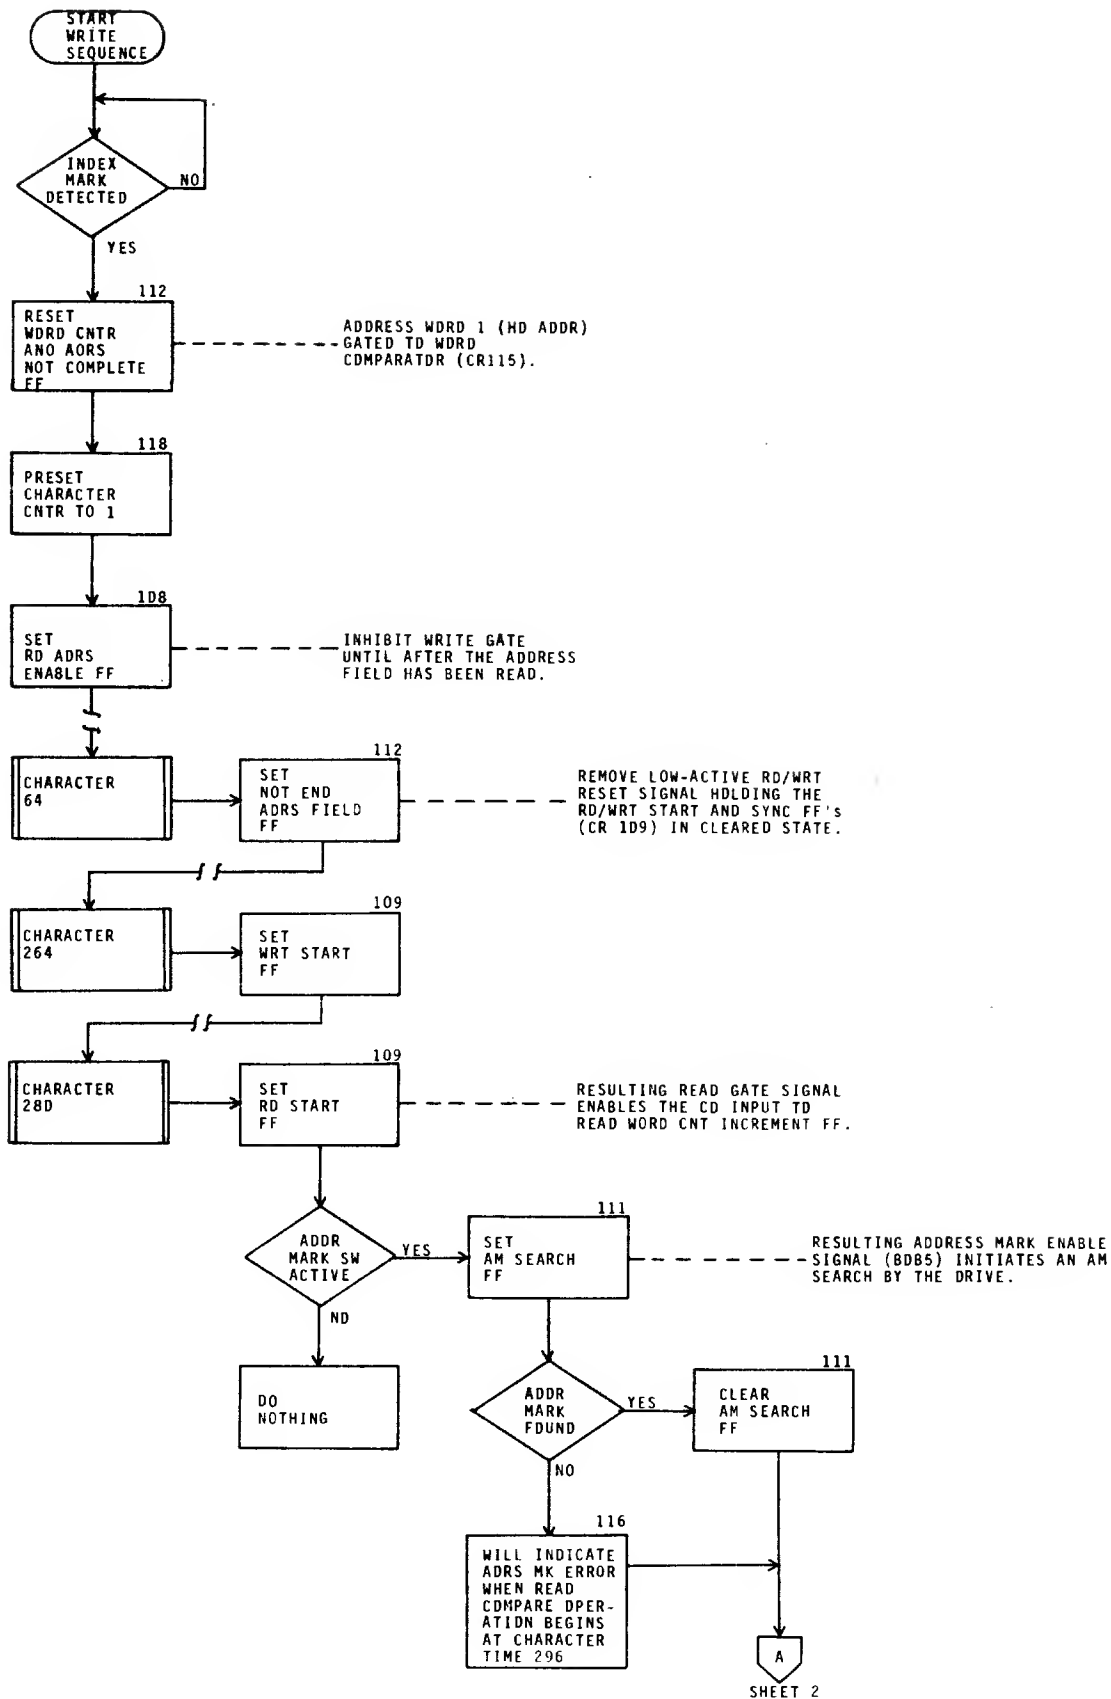 START
WRITE
SEQUENCE
INDEX
MARK
DETECTED
NO
YES
112
RESET
WDRD CNTR
ANO AORS
NOT COMPLETE
FF
ADDRESS WDRD 1 (HD ADDR)
GATED TD WDRD
CDMPARATDR (CR115).
118
PRESET
CHARACTER
CNTR TO 1
1D8
SET
RD ADRS
ENA8LE FF
INHIBIT WRITE GATE
UNTIL AFTER THE ADDRESS
FIELD HAS BEEN READ.
CHARACTER
64
112
SET
NOT END
ADRS FIELD
FF
REMOVE LOW-ACTIVE RD/WRT
RESET SIGNAL HDLDING THE
RD/WRT START AND SYNC FF's
(CR 1D9) IN CLEARED STATE.
CHARACTER
264
109
SET
WRT START
FF
CHARACTER
28D
109
SET
RD START
FF
RESULTING READ GATE SIGNAL
ENABLES THE CD INPUT TD
READ WORD CNT INCREMENT FF.
ADDR
MARK SW
ACTIVE
YES
ND
111
SET
AM SEARCH
FF
RESULTING ADDRESS MARK ENABLE
SIGNAL (BDB5) INITIATES AN AM
SEARCH BY THE DRIVE.
DO
NOTHING
ADDR
MARK
FDUND
YES
NO
111
CLEAR
AM SEARCH
FF
116
WILL INDICATE
ADRS MK ERROR
WHEN READ
CDMPARE DPER-
ATIDN BEGINS
AT CHARACTER
TIME 296
A
SHEET 2